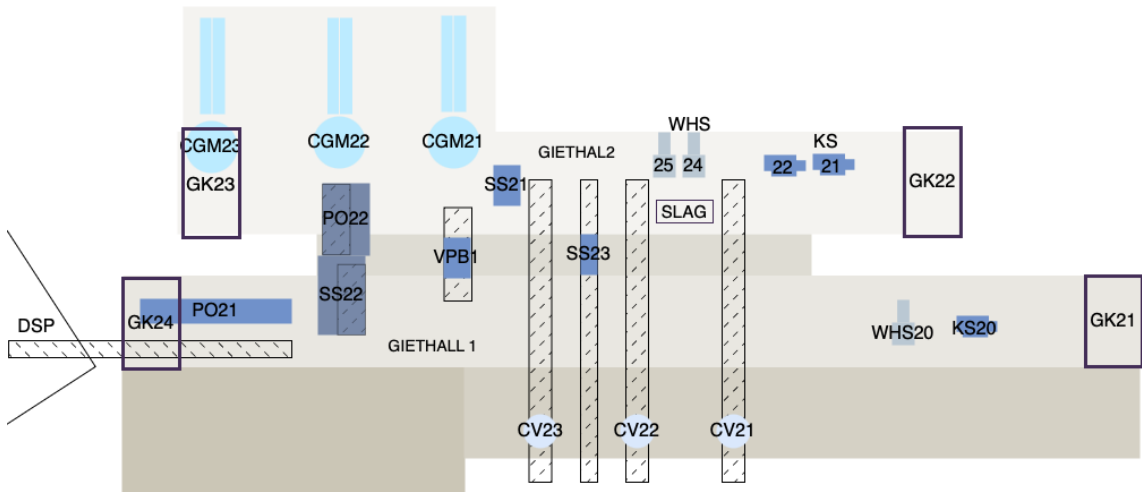 CGM23
CGM22
CGM21
WHS
KS
GIETHAL2
25
24
22
21
GK23
SS21
GK22
PO22
SLAG
VPB1
SS23
SS22
PO21
GK24
DSP
GIETHALL 1
WHS20
KS20
GK21
CV23
CV22
CV21